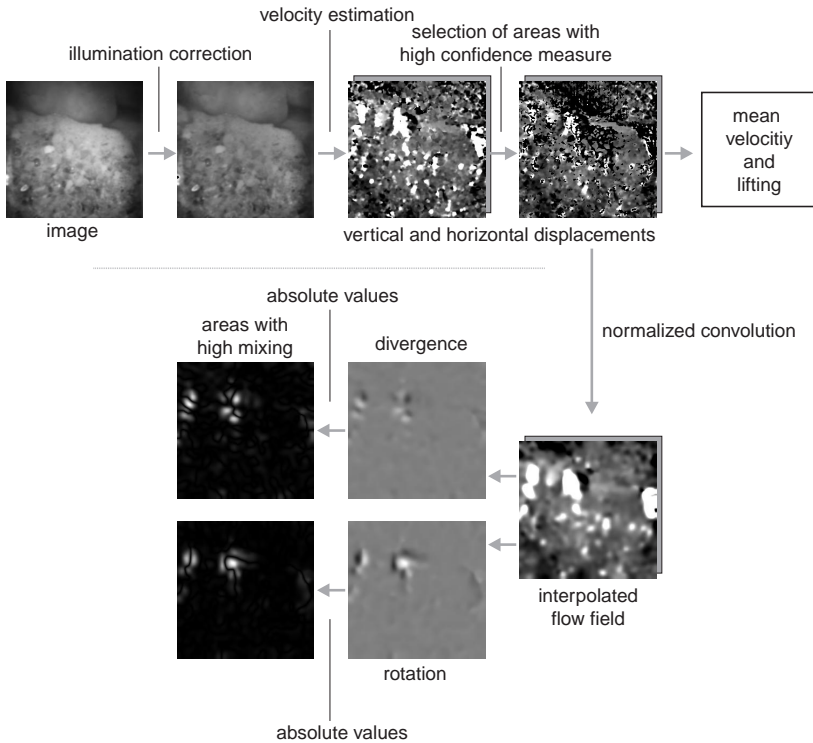 velocity estimation
illumination correction
selection of areas with
high confidence measure
mean
velocitiy
and
lifting
image
vertical and horizontal displacements
absolute values
normalized convolution
areas with
high mixing
divergence
interpolated
flow field
rotation
absolute values